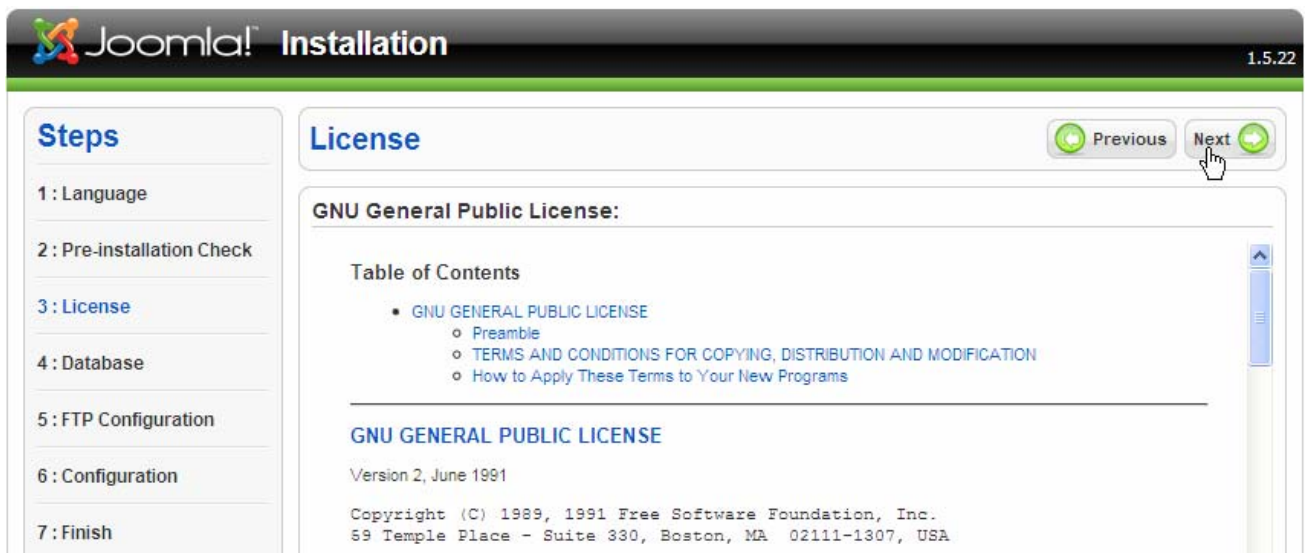 Joomla!™ Installation
1.5.22
Steps
1 : Language
2 : Pre-installation Check
3 : License
4 : Database
5 : FTP Configuration
6 : Configuration
7 : Finish
License
Previous
Next
GNU General Public License:
Table of Contents
• GNU GENERAL PUBLIC LICENSE
o Preamble
o TERMS AND CONDITIONS FOR COPYING, DISTRIBUTION AND MODIFICATION
o How to Apply These Terms to Your New Programs
GNU GENERAL PUBLIC LICENSE
Version 2, June 1991
Copyright (C) 1989, 1991 Free Software Foundation, Inc.
59 Temple Place - Suite 330, Boston, MA  02111-1307, USA